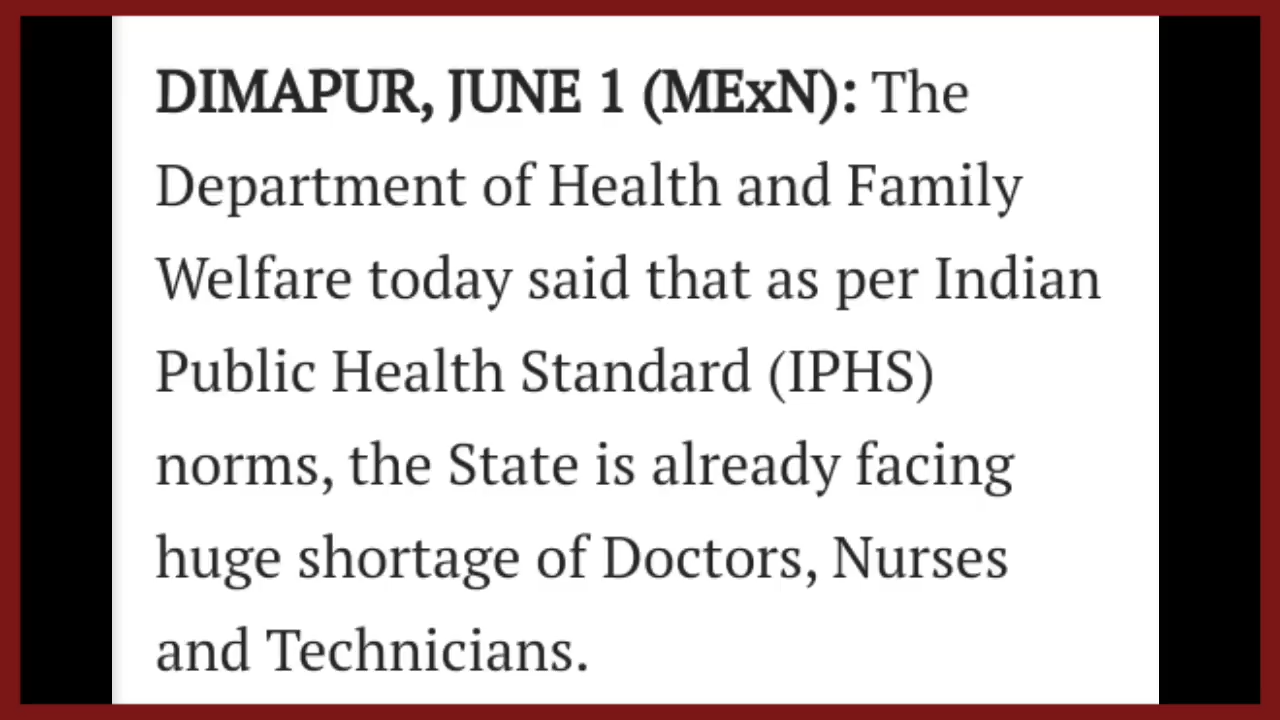 DIMAPUR, JUNE 1 (MExN): The
Department of Health and Family
Welfare today said that as per Indian
Public Health Standard (IPHS)
norms, the State is already facing
huge shortage of Doctors, Nurses
and Technicians.